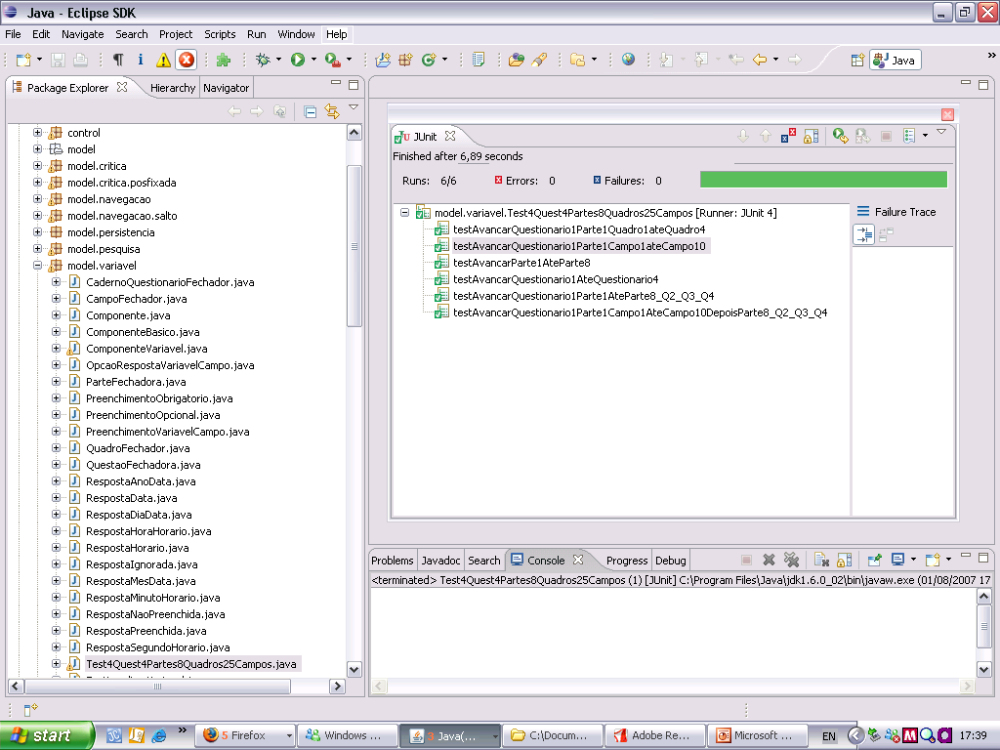 Java - Eclipse SDK
File Edit Navigate Search Project Scripts Run Window Help
Java
Package Explorer Hierarchy Navigator
control
model
model.critica
model.critica.posfixada
model.navegacao
model.navegacao.salto
model.persistencia
model.pesquisa
model.variavel
CadernoQuestionarioFechador.java
CampoFechador.java
Componente.java
ComponenteBasico.java
ComponenteVariavel.java
OpcaoRespostaVariavelCampo.java
ParteFechadora.java
PreenchimentoObrigatorio.java
PreenchimentoOpcional.java
PreenchimentoVariavelCampo.java
QuadroFechador.java
QuestaoFechadora.java
RespostaAnoData.java
RespostaData.java
RespostaDiaData.java
RespostaHoraHorario.java
RespostaHorario.java
RespostaIgnorada.java
RespostaMesData.java
RespostaMinutoHorario.java
RespostaNaoPreenchida.java
RespostaPreenchida.java
RespostaSegundoHorario.java
Test4Quest4Partes8Quadros25Campos.java
JUnit
Finished after 6,89 seconds
Runs: 6/6 Errors: 0 Failures: 0
model.variavel.Test4Quest4Partes8Quadros25Campos [Runner: JUnit 4]
testAvancarQuestionario1Parte1Quadro1ateQuadro4
testAvancarQuestionario1Parte1Campo1ateCampo10
testAvancarParte1AteParte8
testAvancarQuestionario1AteQuestionario4
testAvancarQuestionario1Parte1AteParte8_Q2_Q3_Q4
testAvancarQuestionario1Parte1Campo1AteCampo10DepoisParte8_Q2_Q3_Q4
Failure Trace
Problems Javadoc Search Console Progress Debug
<terminated> Test4Quest4Partes8Quadros25Campos (1) [JUnit] C:\Program Files\Java\jdk1.6.0_02\bin\javaw.exe (01/08/2007 17
start 5 Firefox Windows ... 3 Java(... C:\Docum... Adobe Re... Microsoft ... EN 17:39